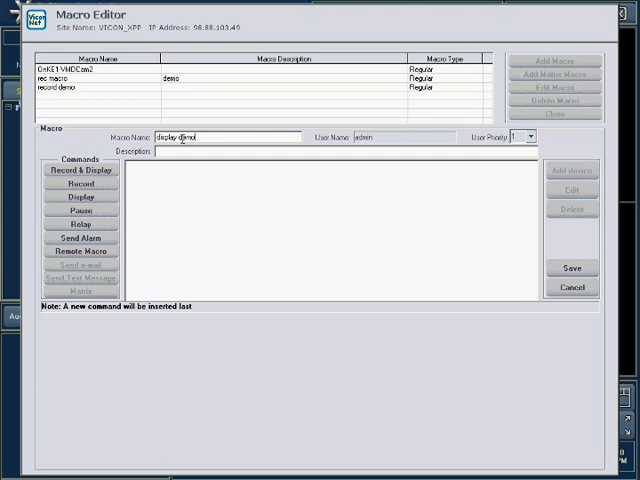 Vicon Net
Macro Editor
Site Name: VICON_XPP IP Address: 98.88.103.49
Macro Name Macro Description Macro Type
OnKE1-VMDCam2 Regular
rec macro demo Regular
record demo Regular
Add Macro
Add Matrix Macro
Edit Macro
Delete Macro
Close
Macro
Macro Name: display demo User Name: admin User Priority: 1
Description:
Commands
Record & Display
Record
Display
Pause
Relay
Send Alarm
Remote Macro
Send e-mail
Send Text Message
Matrix
Add device
Edit
Delete
Save
Cancel
Note: A new command will be inserted last